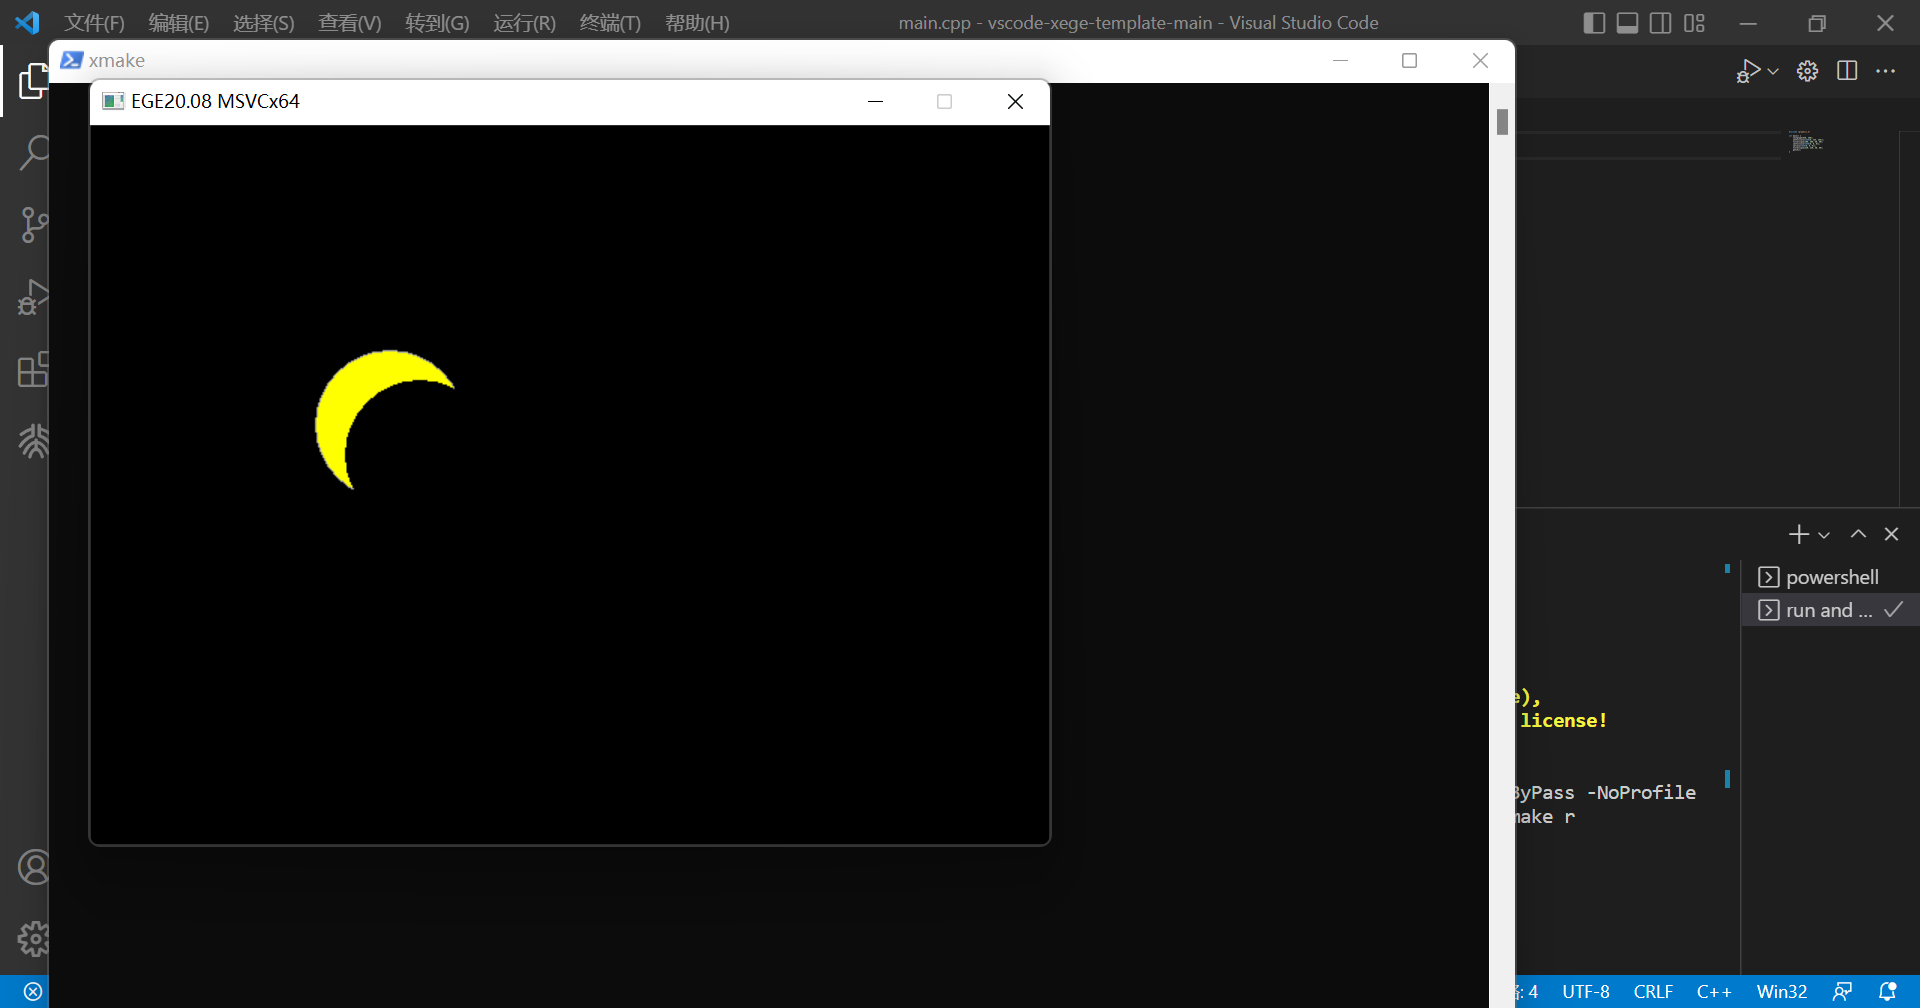 文件(F) 编辑(E) 选择(S) 查看(V) 转到(G) 运行(R) 终端(T) 帮助(H) main.cpp - vscode-xege-template-main - Visual Studio Code
xmake
EGE20.08 MSVCx64
powershell
run and ...
e),
license!
ByPass -NoProfile
make r
: 4 UTF-8 CRLF C++ Win32